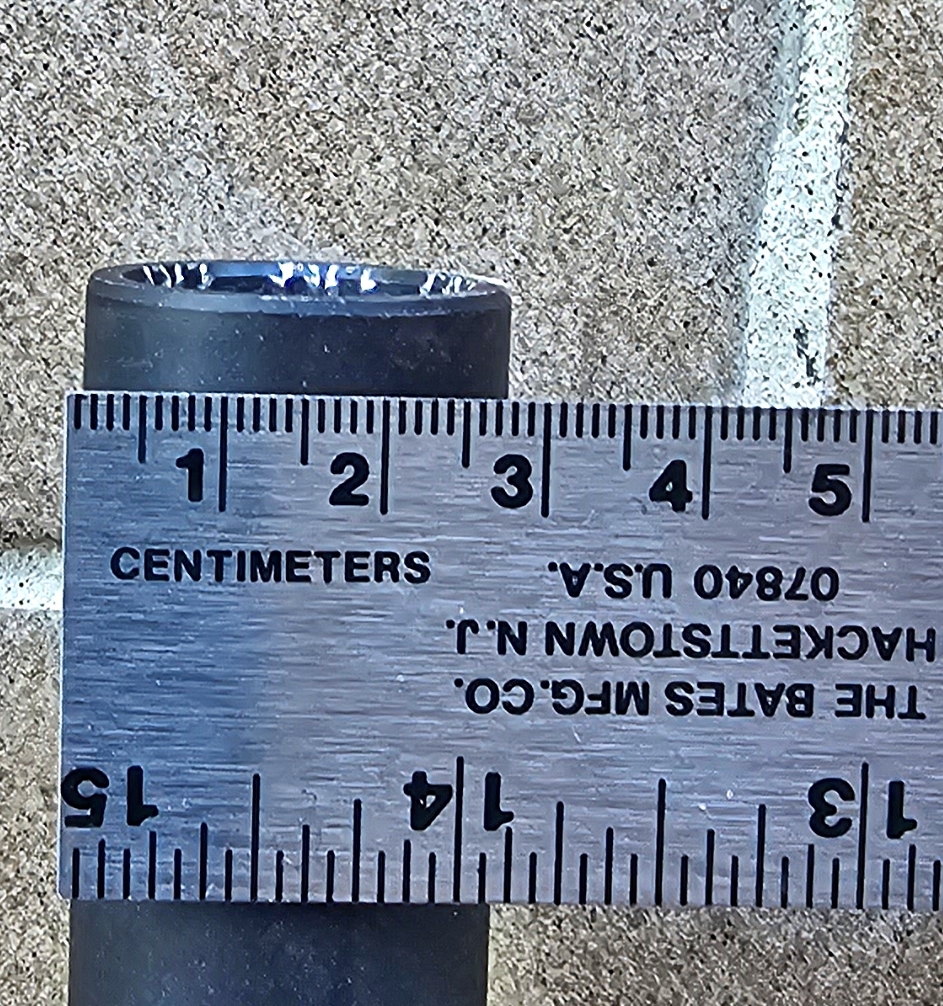 1 2 3 4 5
CENTIMETERS
THE BATES MFG.CO.
HACKETTSTOWN N.J.
07840 U.S.A.
13 14 15